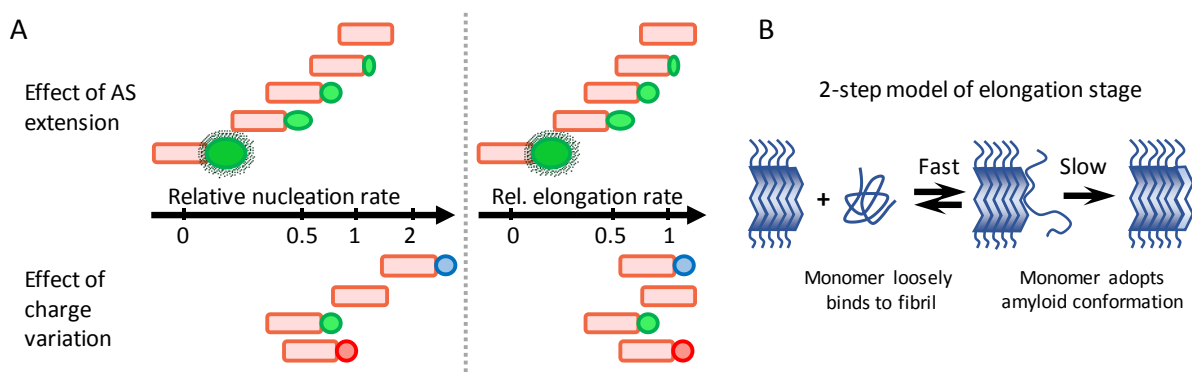 A
Effect of AS
extension
Relative nucleation rate
0 0.5 1 2
Rel. elongation rate
0 0.5 1
Effect of
charge
variation
B
2-step model of elongation stage
+
Fast
Slow
Monomer loosely
binds to fibril
Monomer adopts
amyloid conformation